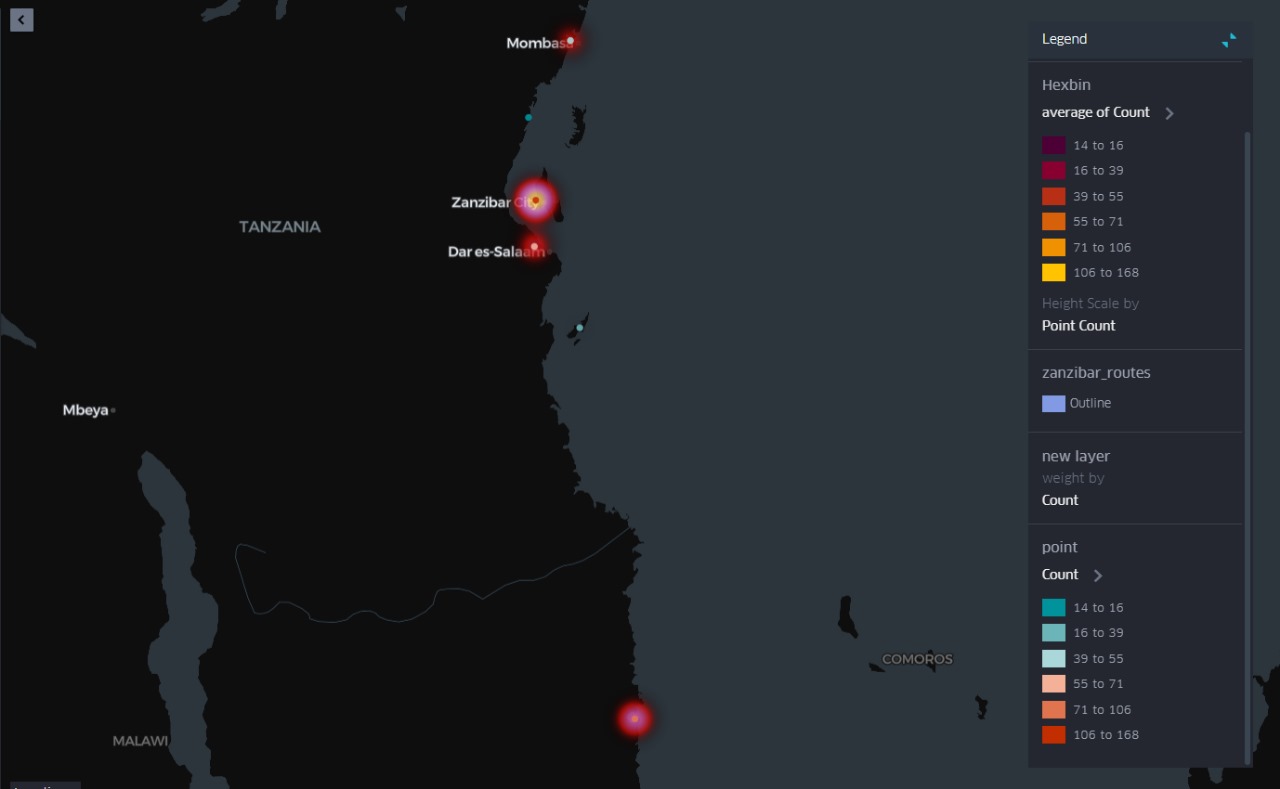 Mombasa
Zanzibar City
TANZANIA
Dar es-Salaam
Mbeya
COMOROS
MALAWI
Legend
Hexbin
average of Count
14 to 16
16 to 39
39 to 55
55 to 71
71 to 106
106 to 168
Height Scale by
Point Count
zanzibar_routes
Outline
new layer
weight by
Count
point
Count
14 to 16
16 to 39
39 to 55
55 to 71
71 to 106
106 to 168